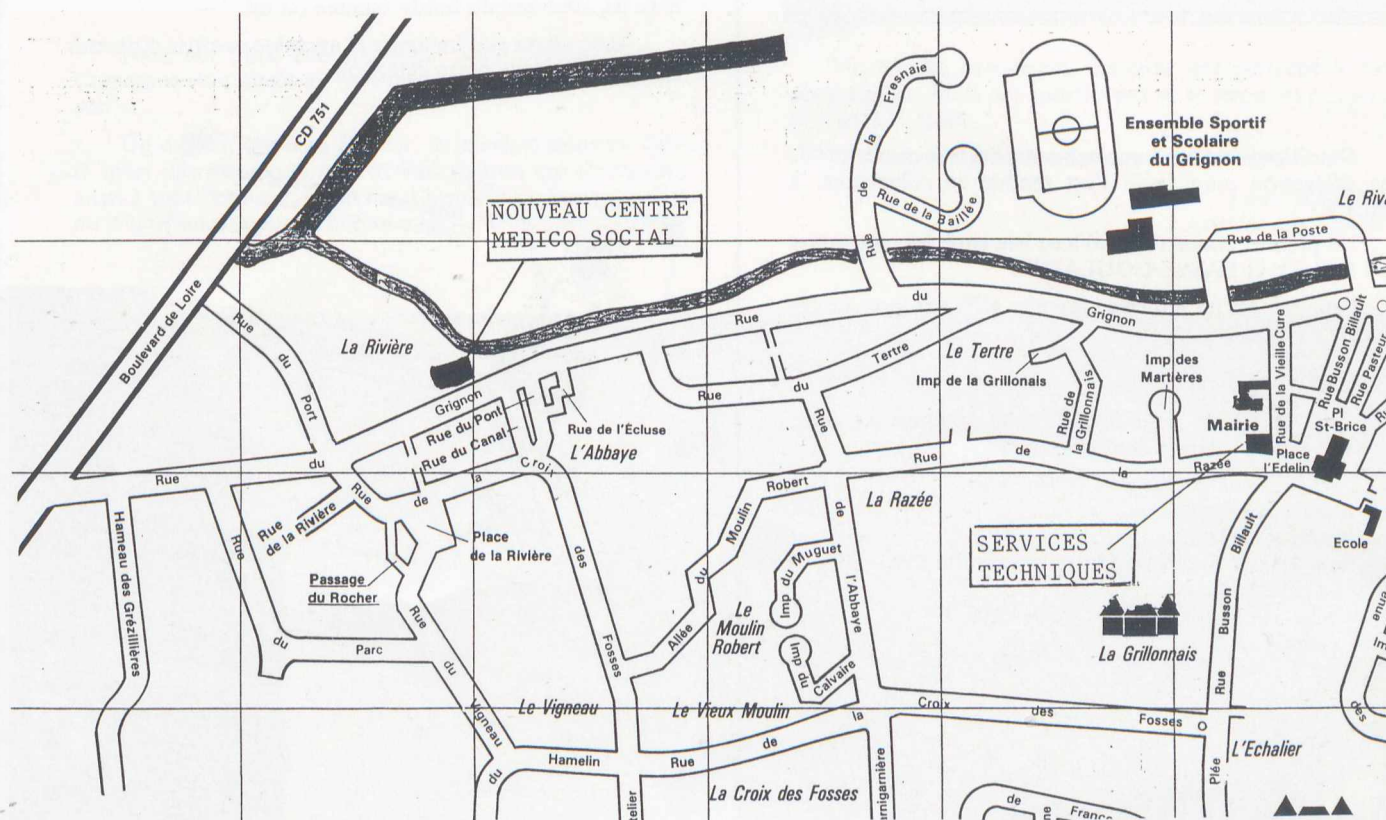 CD 751
Boulevard de Loire
NOUVEAU CENTRE
MEDICO SOCIAL
Rue de la Fresnaie
Rue de la Baillée
Ensemble Sportif
et Scolaire
du Grignon
Rue de la Poste
La Rivière
Rue du Port
Rue du Grignon
Grignon
Rue du Pont
Rue du Canal
Rue de l'Écluse
L'Abbaye
Rue du Tertre
Le Tertre
Imp de la Grillonais
Rue de
la Grillonnais
Imp des
Martières
Mairie
Rue de la Vieille Cure
Rue Busson Billault
Rue Pasteur
Pl
St-Brice
Place
l'Edelin
Ecole
Rue de la Razée
La Razée
Rue du
Rue de la Croix des Fosses
Rue
de la Rivière
Place
de la Rivière
Passage
du Rocher
Hameau des Grézillières
Rue du Parc
Rue du Vigneau
Le Vigneau
Allée du Moulin Robert
Le
Moulin
Robert
Imp du Muguet
Imp du Calvaire
Rue de l'Abbaye
SERVICES
TECHNIQUES
La Grillonnais
Rue Busson Billault
Le Vieux Moulin
Hamelin
Rue de la Croix des Fosses
L'Echalier
Plée
du
La Croix des Fosses
de
France
des